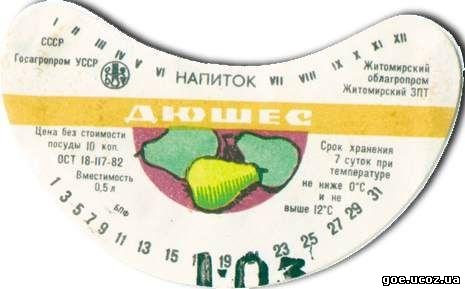 I II III IV V VI VII VIII IX X XI XII
СССР
Госагропром УССР
НАПИТОК
Житомирский
облагропром
Житомирский ЗПТ
ДЮШЕС
Цена без стоимости
посуды 10 коп.
ОСТ 18-117-82
Вместимость
0,5 л
Срок хранения
7 суток при
температуре
не ниже 0°С
и не
выше 12°С
БПФ
1 3 5 7 9 11 13 15 17 19 23 25 27 29 31
goe.ucoz.ua